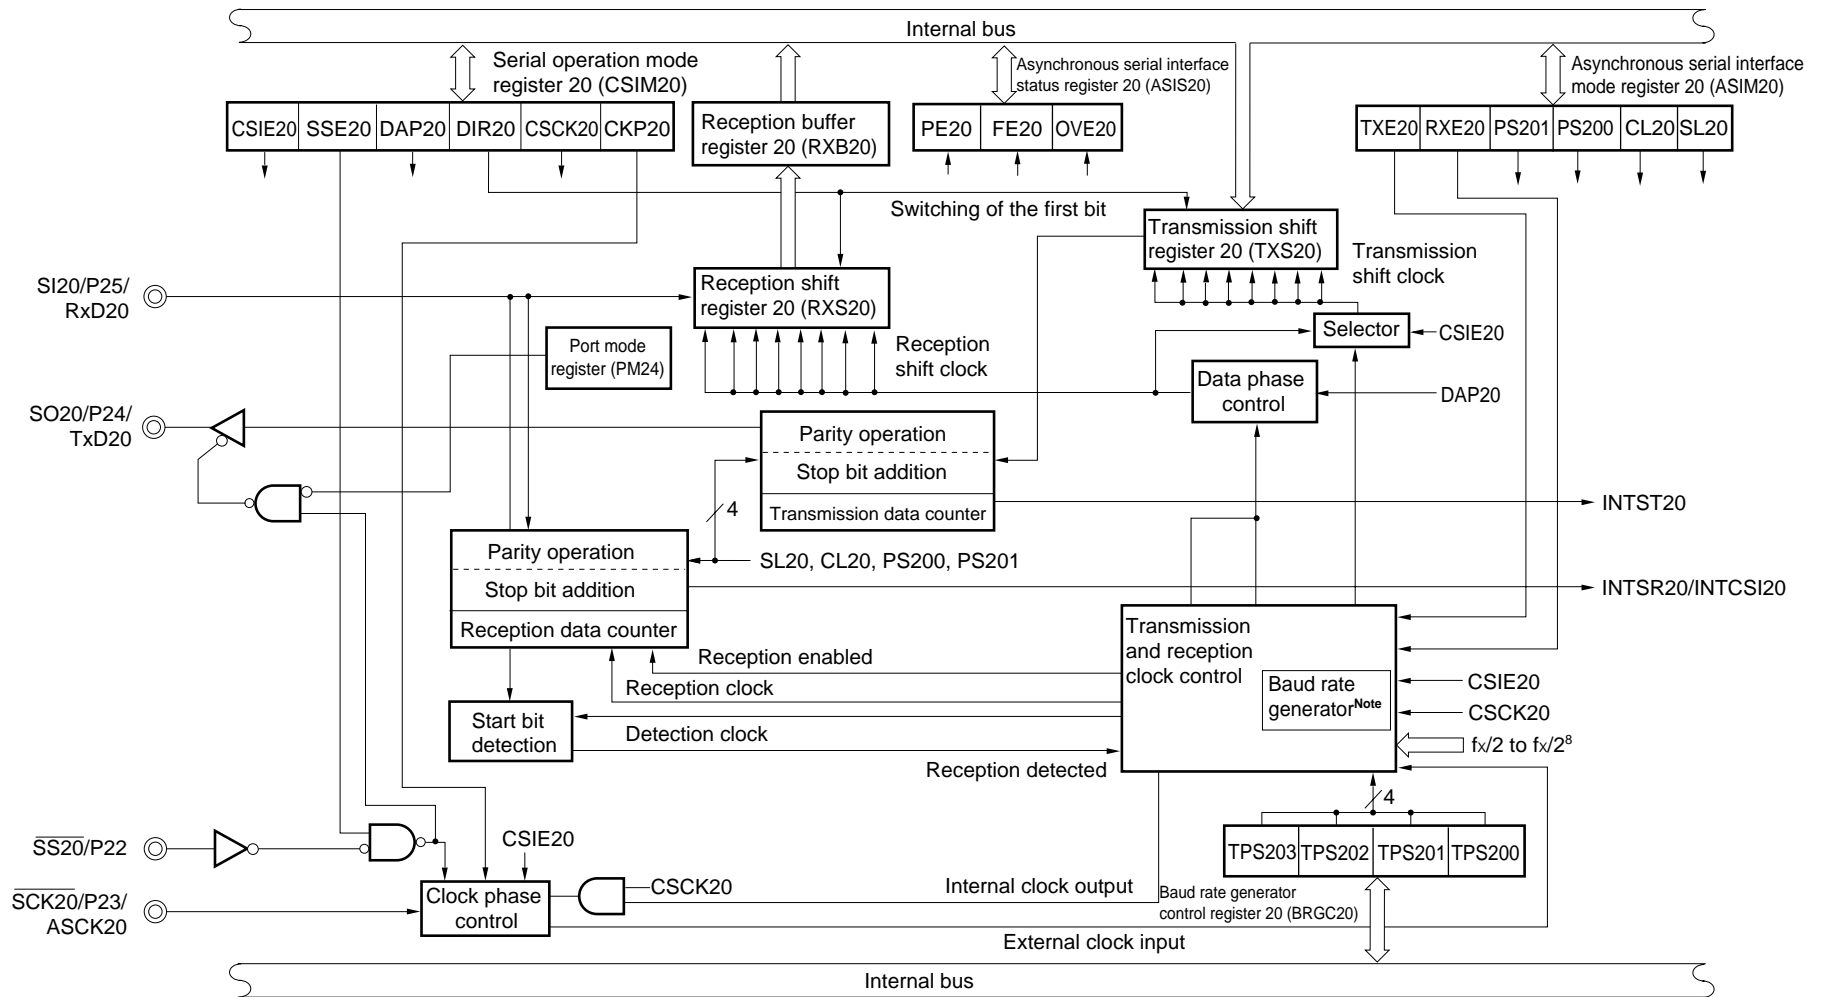 Internal bus
Serial operation mode
register 20 (CSIM20)
Asynchronous serial interface
status register 20 (ASIS20)
Asynchronous serial interface
mode register 20 (ASIM20)
CSIE20 SSE20 DAP20 DIR20 CSCK20 CKP20
Reception buffer
register 20 (RXB20)
PE20 FE20 OVE20
TXE20 RXE20 PS201 PS200 CL20 SL20
Switching of the first bit
Transmission shift
register 20 (TXS20)
Transmission
shift clock
SI20/P25/
RxD20
Reception shift
register 20 (RXS20)
Selector
CSIE20
Port mode
register (PM24)
Reception
shift clock
Data phase
control
DAP20
SO20/P24/
TxD20
Parity operation
Stop bit addition
Transmission data counter
4
INTST20
Parity operation
Stop bit addition
Reception data counter
SL20, CL20, PS200, PS201
INTSR20/INTCSI20
Transmission
and reception
clock control
Baud rate
generatorNote
Reception enabled
Reception clock
CSIE20
CSCK20
fX/2 to fX/2⁸
Start bit
detection
Detection clock
Reception detected
4
TPS203 TPS202 TPS201 TPS200
SS20/P22
CSIE20
SCK20/P23/
ASCK20
Clock phase
control
CSCK20
Internal clock output
Baud rate generator
control register 20 (BRGC20)
External clock input
Internal bus